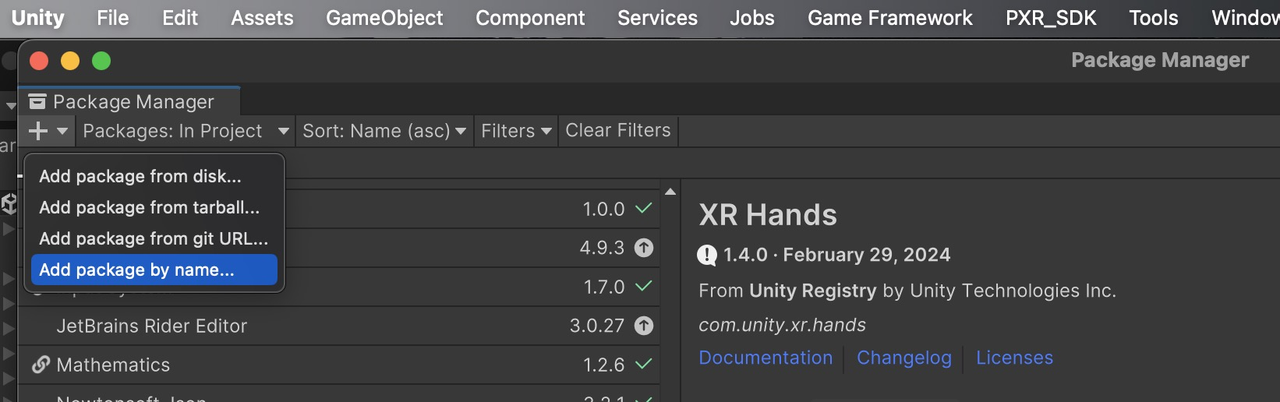 Unity File Edit Assets GameObject Component Services Jobs Game Framework PXR_SDK Tools Window
Package Manager
Package Manager
Packages: In Project Sort: Name (asc) Filters Clear Filters
Add package from disk...
Add package from tarball...
Add package from git URL...
Add package by name...
1.0.0
4.9.3
1.7.0
JetBrains Rider Editor 3.0.27
Mathematics 1.2.6
XR Hands
1.4.0 · February 29, 2024
From Unity Registry by Unity Technologies Inc.
com.unity.xr.hands
Documentation Changelog Licenses